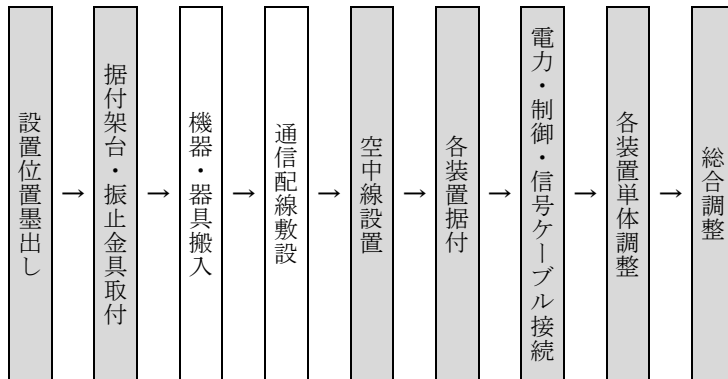 設置位置墨出し
→
据付架台・振止金具取付
→
機器・器具搬入
→
通信配線敷設
→
空中線設置
→
各装置据付
→
電力・制御・信号ケーブル接続
→
各装置単体調整
→
総合調整